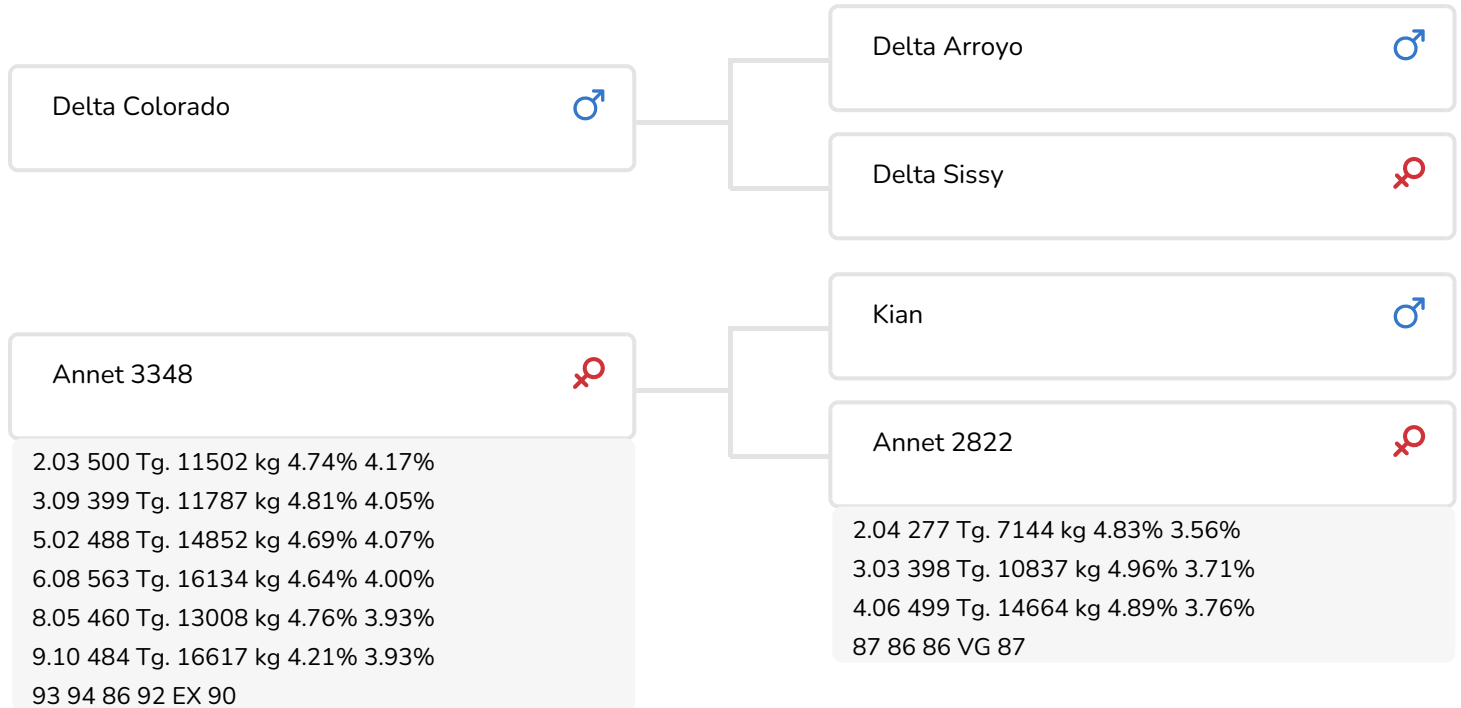 Delta Colorado
Delta Arroyo
Delta Sissy
Annet 3348
2.03 500 Tg. 11502 kg 4.74% 4.17%
3.09 399 Tg. 11787 kg 4.81% 4.05%
5.02 488 Tg. 14852 kg 4.69% 4.07%
6.08 563 Tg. 16134 kg 4.64% 4.00%
8.05 460 Tg. 13008 kg 4.76% 3.93%
9.10 484 Tg. 16617 kg 4.21% 3.93%
93 94 86 92 EX 90
Kian
Annet 2822
2.04 277 Tg. 7144 kg 4.83% 3.56%
3.03 398 Tg. 10837 kg 4.96% 3.71%
4.06 499 Tg. 14664 kg 4.89% 3.76%
87 86 86 VG 87